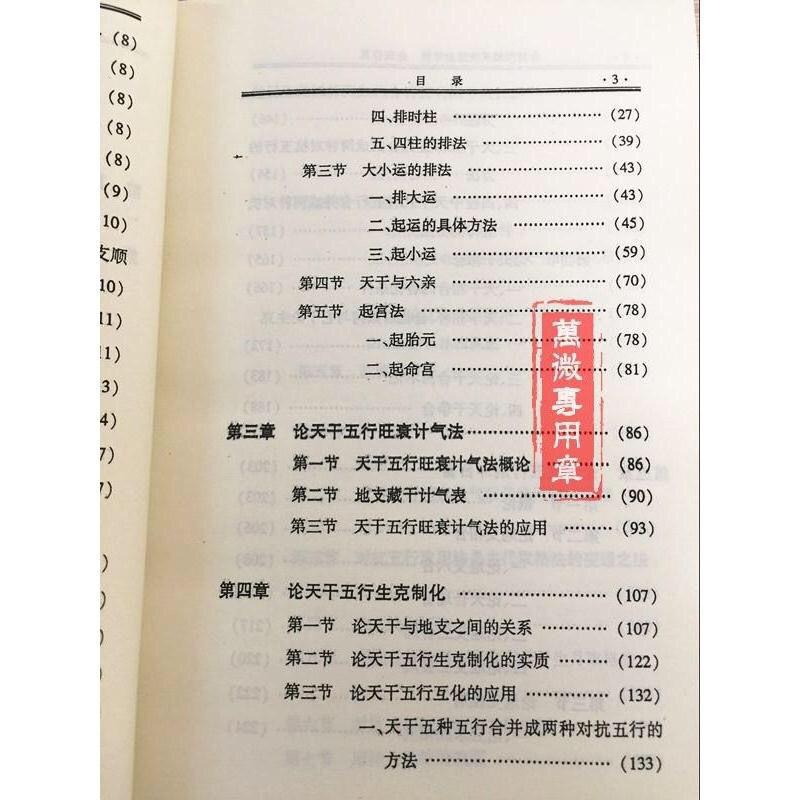 (8)
(8)
(8)
(8)
(8)
(9)
10)
支顺
10)
11)
11)
3)
4)
7)
7)
目 录 ·3·
四、排时柱 ……………… (27)
五、四柱的排法 ……………… (39)
第三节 大小运的排法 ……………… (43)
一、排大运 ……………… (43)
二、起运的具体方法 ……………… (45)
三、起小运 ……………… (59)
第四节 天干与六亲 ……………… (70)
第五节 起宫法 ……………… (78)
一、起胎元 ……………… (78)
二、起命宫 ……………… (81)
第三章 论天干五行旺衰计气法 ……………… (86)
第一节 天干五行旺衰计气法概论 ……… (86)
第二节 地支藏干计气表 ……………… (90)
第三节 天干五行旺衰计气法的应用 ……… (93)
第四章 论天干五行生克制化 ……………… (107)
第一节 论天干与地支之间的关系 ……… (107)
第二节 论天干五行生克制化的实质 ……… (122)
第三节 论天干五行互化的应用 ……… (132)
一、天干五种五行合并成两种对抗五行的
方法 ……………… (133)
萬微專用章